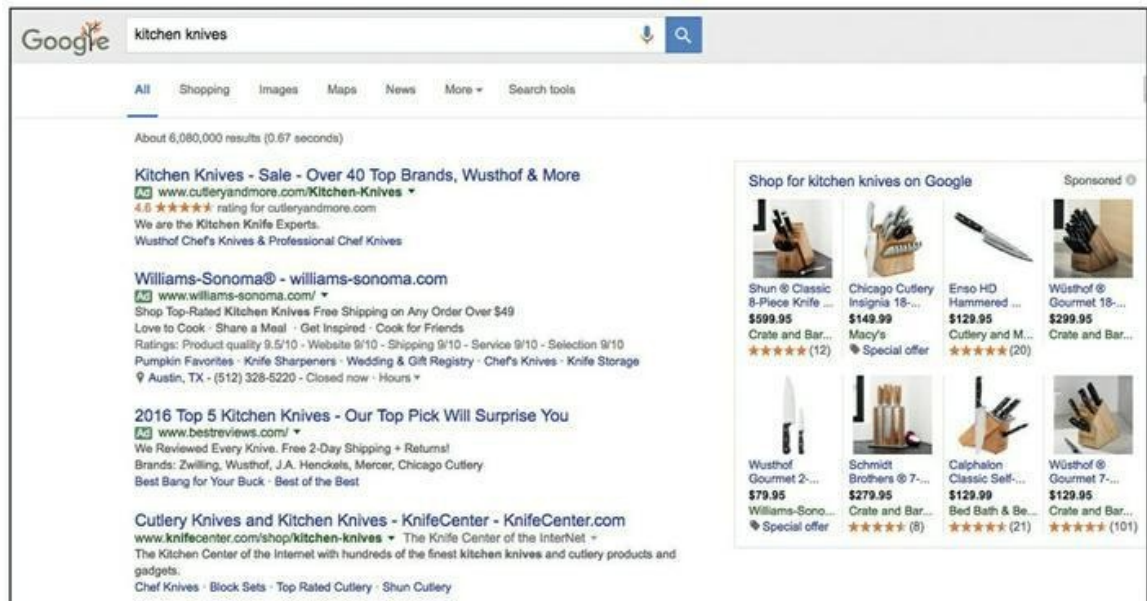 Google
kitchen knives
All Shopping Images Maps News More Search tools
About 6,080,000 results (0.67 seconds)
Kitchen Knives - Sale - Over 40 Top Brands, Wusthof & More
Ad www.cutleryandmore.com/Kitchen-Knives
4.6 ★★★★★ rating for cutleryandmore.com
We are the Kitchen Knife Experts.
Wusthof Chef's Knives & Professional Chef Knives
Williams-Sonoma® - williams-sonoma.com
Ad www.williams-sonoma.com/
Shop Top-Rated Kitchen Knives Free Shipping on Any Order Over $49
Love to Cook · Share a Meal · Get Inspired · Cook for Friends
Ratings: Product quality 9.5/10 - Website 9/10 - Shipping 9/10 - Service 9/10 - Selection 9/10
Pumpkin Favorites · Knife Sharpeners · Wedding & Gift Registry · Chef's Knives · Knife Storage
Austin, TX - (512) 328-5220 - Closed now · Hours
2016 Top 5 Kitchen Knives - Our Top Pick Will Surprise You
Ad www.bestreviews.com/
We Reviewed Every Knive. Free 2-Day Shipping + Returns!
Brands: Zwilling, Wusthof, J.A. Henckels, Mercer, Chicago Cutlery
Best Bang for Your Buck · Best of the Best
Cutlery Knives and Kitchen Knives - KnifeCenter - KnifeCenter.com
www.knifecenter.com/shop/kitchen-knives The Knife Center of the InterNet
The Kitchen Center of the Internet with hundreds of the finest kitchen knives and cutlery products and
gadgets.
Chef Knives · Block Sets · Top Rated Cutlery · Shun Cutlery
Shop for kitchen knives on Google Sponsored
Shun ® Classic
8-Piece Knife ...
$599.95
Crate and Bar...
★★★★★ (12)
Chicago Cutlery
Insignia 18-...
$149.99
Macy's
Special offer
Enso HD
Hammered ...
$129.95
Cutlery and M...
★★★★★ (20)
Wüsthof ®
Gourmet 18-...
$299.95
Crate and Bar...
Wusthof
Gourmet 2-...
$79.95
Williams-Sono...
Special offer
Schmidt
Brothers ® 7-...
$279.95
Crate and Bar...
★★★★★ (8)
Calphalon
Classic Self-...
$129.99
Bed Bath & Be...
★★★★★ (21)
Wüsthof ®
Gourmet 7-...
$129.95
Crate and Bar...
★★★★★ (101)